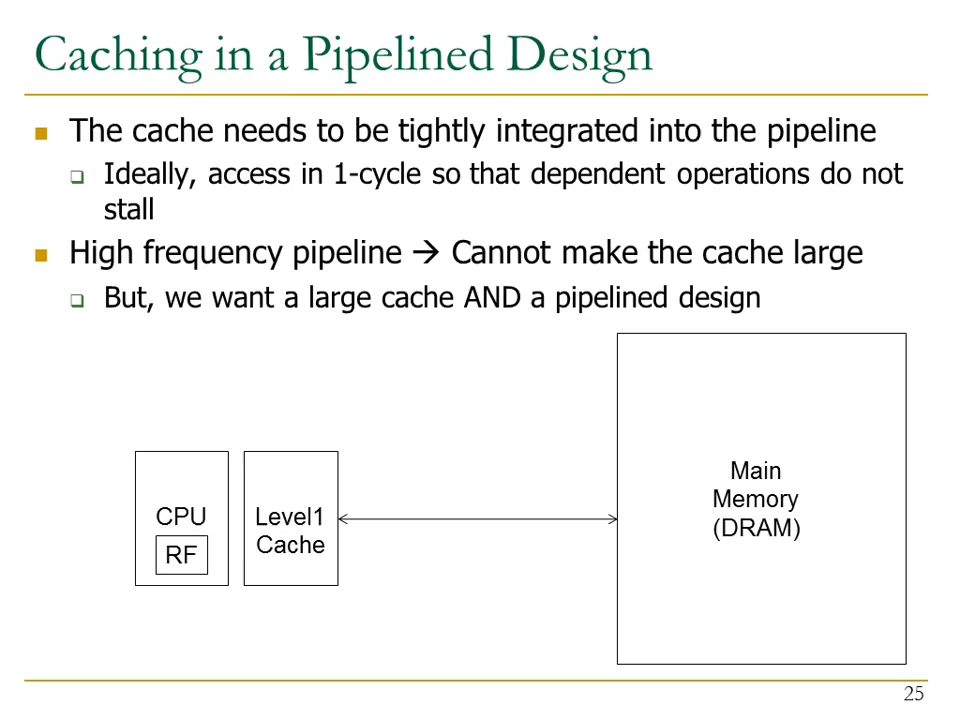 Caching in a Pipelined Design
The cache needs to be tightly integrated into the pipeline
Ideally, access in 1-cycle so that dependent operations do not
stall
High frequency pipeline → Cannot make the cache large
But, we want a large cache AND a pipelined design
CPU
RF
Level1
Cache
Main
Memory
(DRAM)
25